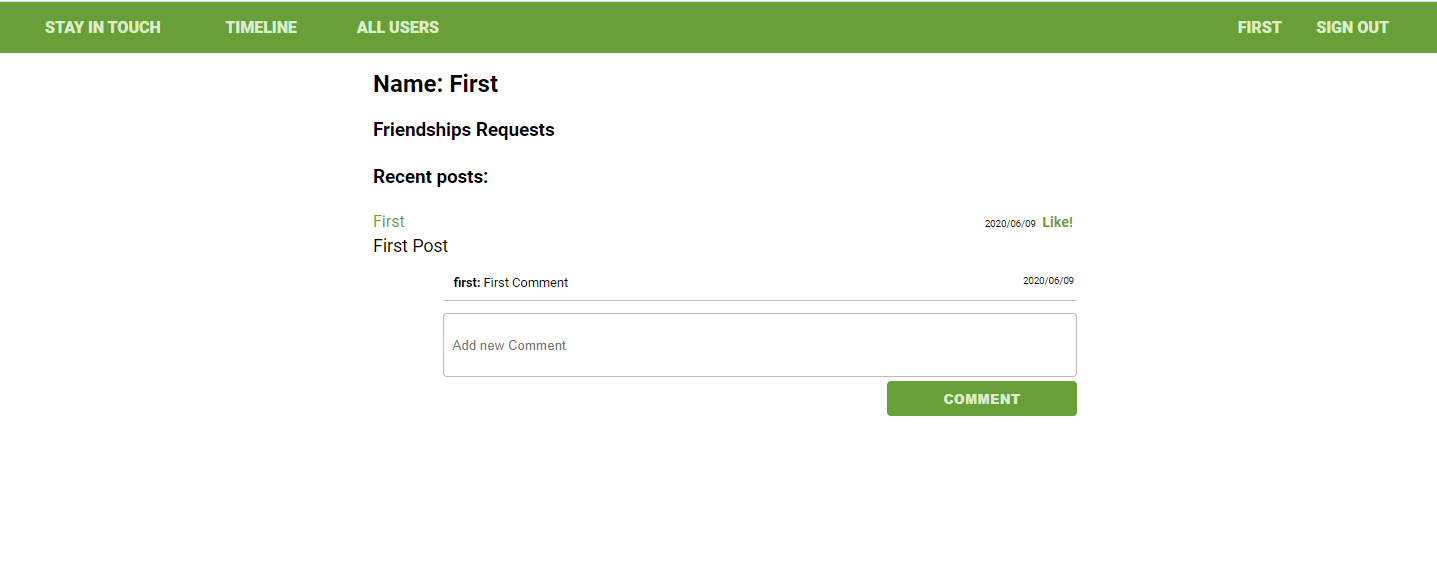 STAY IN TOUCH TIMELINE ALL USERS FIRST SIGN OUT
Name: First
Friendships Requests
Recent posts:
First 2020/06/09 Like!
First Post
first: First Comment 2020/06/09
Add new Comment
COMMENT